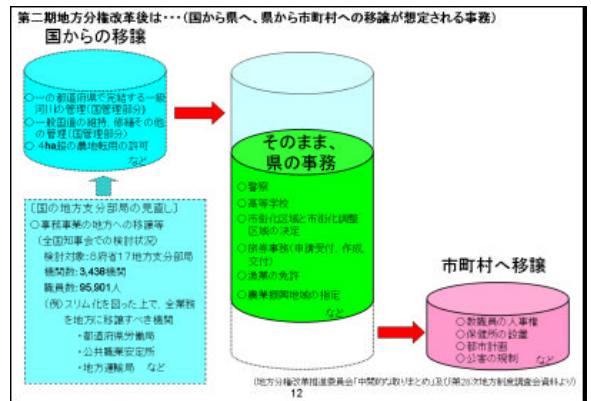 第二期地方分権改革後は･･･(国から県へ、県から市町村への移譲が想定される事務)
国からの移譲
○一の都道府県で完結する一級
河川の管理(国管理部分)
○一般国道の維持、修繕その他
の管理(国管理部分)
○4ha超の農地転用の許可
など
［国の地方支分部局の見直し］
○事務事業の地方への移譲等
(全国知事会での検討状況)
検討対象:8府省17地方支分部局
機関数:3,438機関
職員数:95,901人
(例)スリム化を図った上で、全業務
を地方に移譲すべき機関
・都道府県労働局
・公共職業安定所
・地方運輸局 など
そのまま、
県の事務
○警察
○高等学校
○市街化区域と市街化調整
区域の決定
○旅券事務(申請受付、作成、
交付)
○漁業の免許
○農業振興地域の指定
など
市町村へ移譲
○教職員の人事権
○保健所の設置
○都市計画
○公害の規制 など
(地方分権改革推進委員会「中間的な取りまとめ」及び第28次地方制度調査会資料より)
12